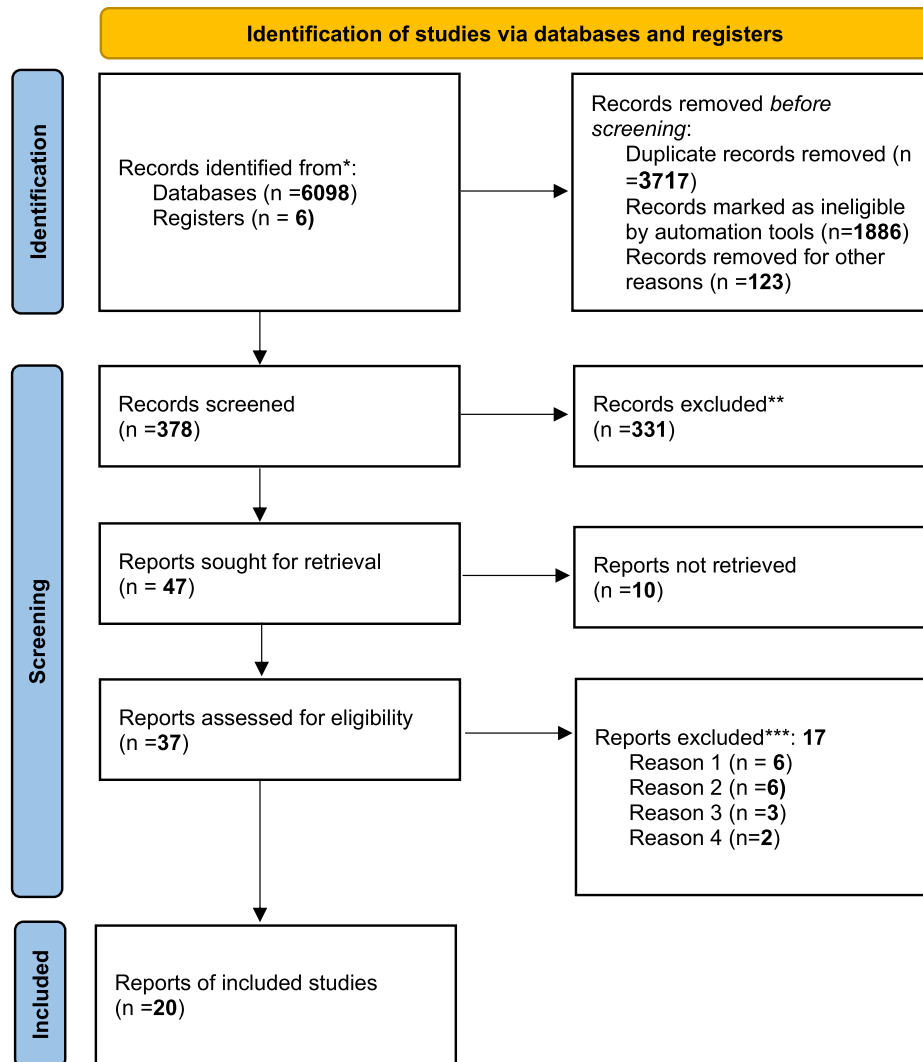 Identification of studies via databases and registers
Identification
Records identified from*:
Databases (n =6098)
Registers (n = 6)
Records removed before
screening:
Duplicate records removed (n
=3717)
Records marked as ineligible
by automation tools (n=1886)
Records removed for other
reasons (n =123)
Screening
Records screened
(n =378)
Records excluded**
(n =331)
Reports sought for retrieval
(n = 47)
Reports not retrieved
(n =10)
Reports assessed for eligibility
(n =37)
Reports excluded***: 17
Reason 1 (n = 6)
Reason 2 (n =6)
Reason 3 (n =3)
Reason 4 (n=2)
Included
Reports of included studies
(n =20)